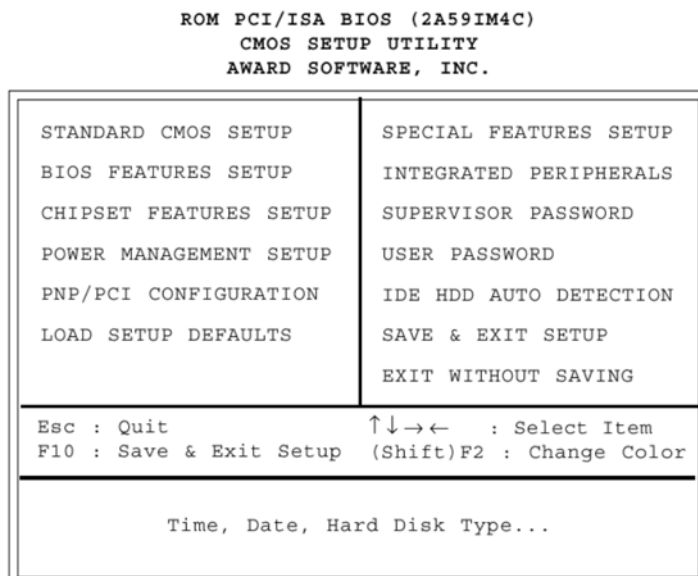 ROM PCI/ISA BIOS (2A59IM4C)
CMOS SETUP UTILITY
AWARD SOFTWARE, INC.
STANDARD CMOS SETUP
BIOS FEATURES SETUP
CHIPSET FEATURES SETUP
POWER MANAGEMENT SETUP
PNP/PCI CONFIGURATION
LOAD SETUP DEFAULTS
SPECIAL FEATURES SETUP
INTEGRATED PERIPHERALS
SUPERVISOR PASSWORD
USER PASSWORD
IDE HDD AUTO DETECTION
SAVE & EXIT SETUP
EXIT WITHOUT SAVING
Esc : Quit ↑↓→← : Select Item
F10 : Save & Exit Setup (Shift)F2 : Change Color
Time, Date, Hard Disk Type...